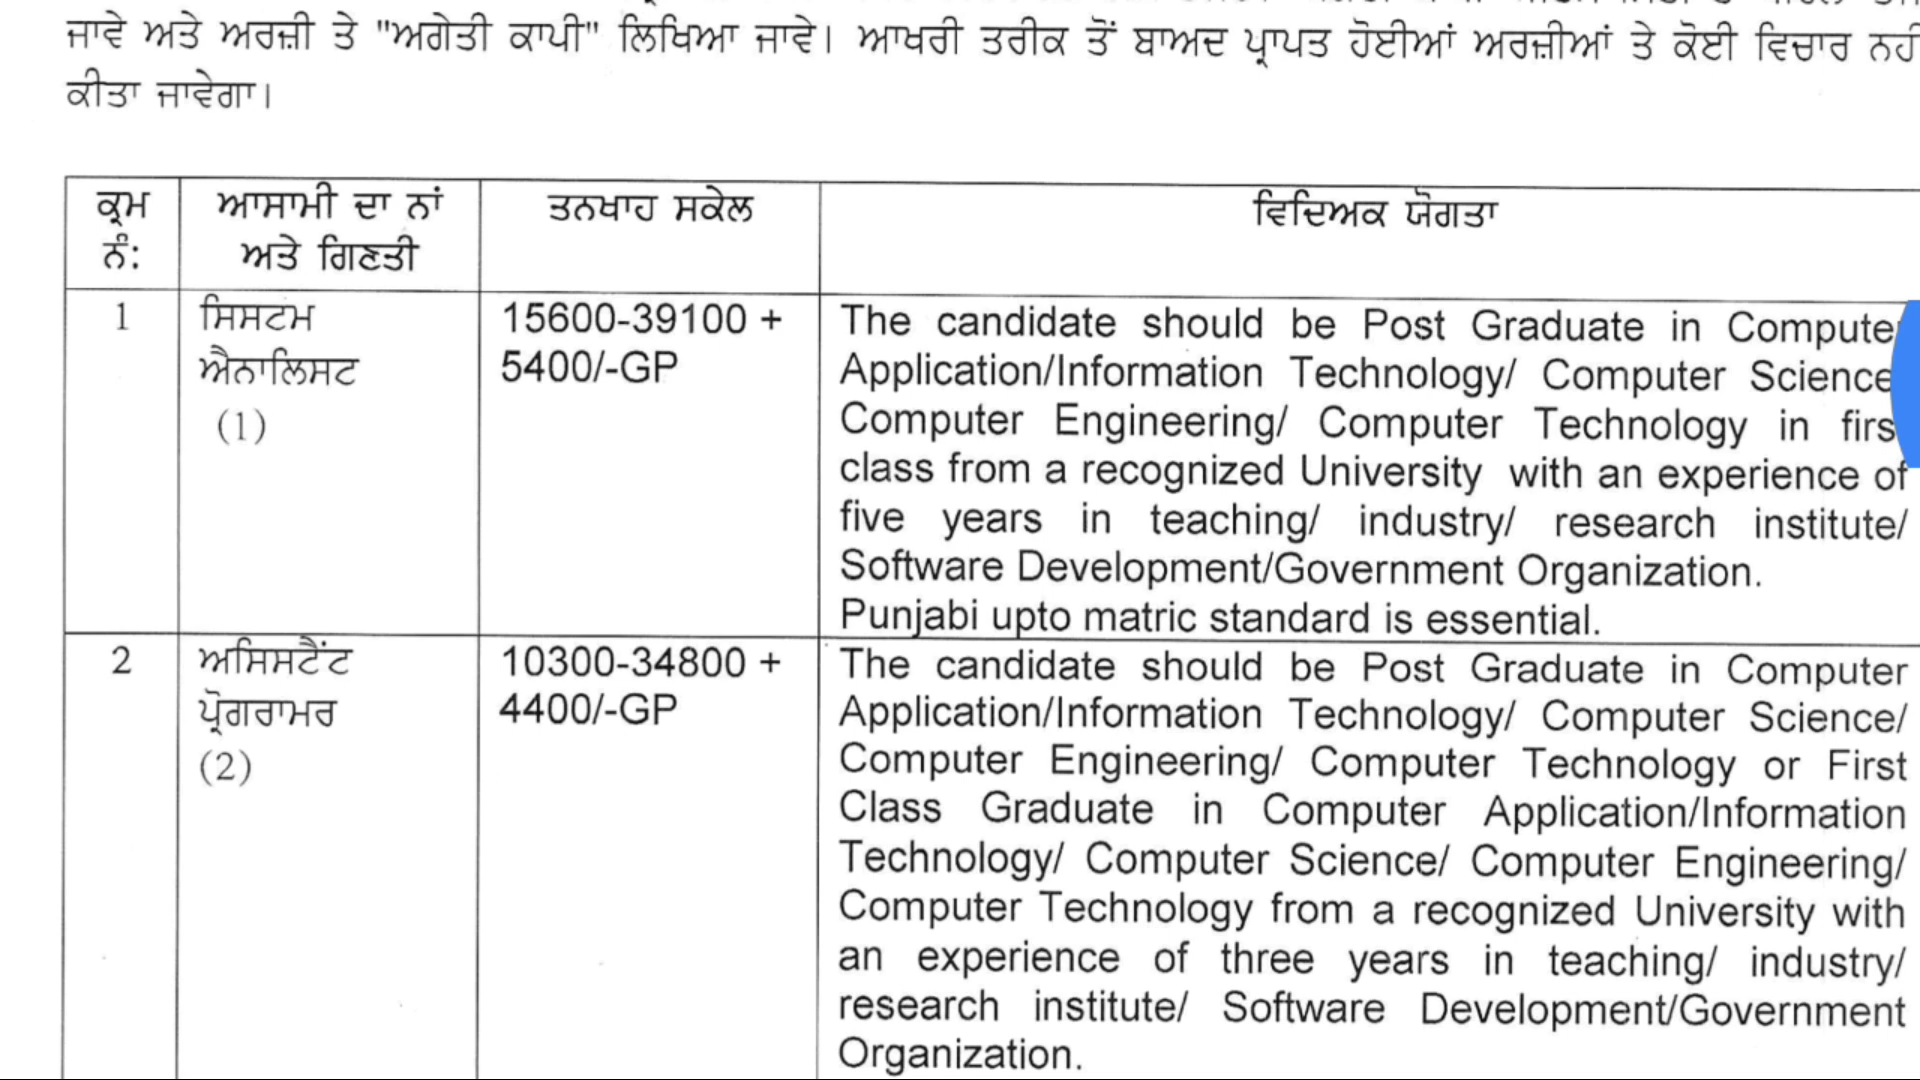 ਜਾਵੇ ਅਤੇ ਅਰਜ਼ੀ ਤੇ "ਅਗੇਤੀ ਕਾਪੀ" ਲਿਖਿਆ ਜਾਵੇ। ਆਖਰੀ ਤਰੀਕ ਤੋਂ ਬਾਅਦ ਪ੍ਰਾਪਤ ਹੋਈਆਂ ਅਰਜ਼ੀਆਂ ਤੇ ਕੋਈ ਵਿਚਾਰ
ਕੀਤਾ ਜਾਵੇਗਾ।
ਕ੍ਰਮ ਨੰ:
ਆਸਾਮੀ ਦਾ ਨਾਂ
ਅਤੇ ਗਿਣਤੀ
ਤਨਖਾਹ ਸਕੇਲ
ਵਿਦਿਅਕ ਯੋਗਤਾ
1
ਸਿਸਟਮ
ਐਨਾਲਿਸਟ
(1)
15600-39100 +
5400/-GP
The candidate should be Post Graduate in Computer
Application/Information Technology/ Computer Science
Computer Engineering/ Computer Technology in first
class from a recognized University with an experience of
five years in teaching/ industry/ research institute/
Software Development/Government Organization.
Punjabi upto matric standard is essential.
2
ਅਸਿਸਟੈਂਟ
ਪ੍ਰੋਗਰਾਮਰ
(2)
10300-34800 +
4400/-GP
The candidate should be Post Graduate in Computer
Application/Information Technology/ Computer Science/
Computer Engineering/ Computer Technology or First
Class Graduate in Computer Application/Information
Technology/ Computer Science/ Computer Engineering/
Computer Technology from a recognized University with
an experience of three years in teaching/ industry/
research institute/ Software Development/Government
Organization.